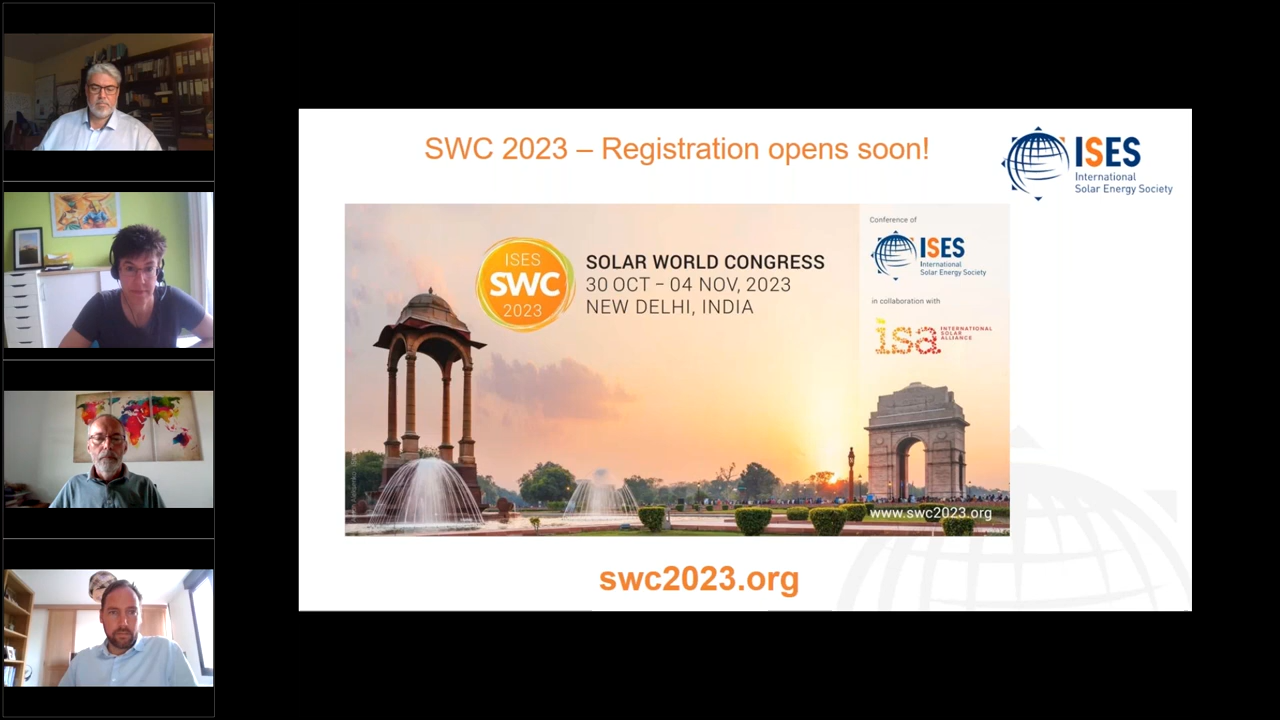 SWC 2023 – Registration opens soon!
ISES
International
Solar Energy Society
ISES
SWC
2023
SOLAR WORLD CONGRESS
30 OCT – 04 NOV, 2023
NEW DELHI, INDIA
Conference of
ISES
International
Solar Energy Society
in collaboration with
isa INTERNATIONAL
SOLAR
ALLIANCE
www.swc2023.org
swc2023.org